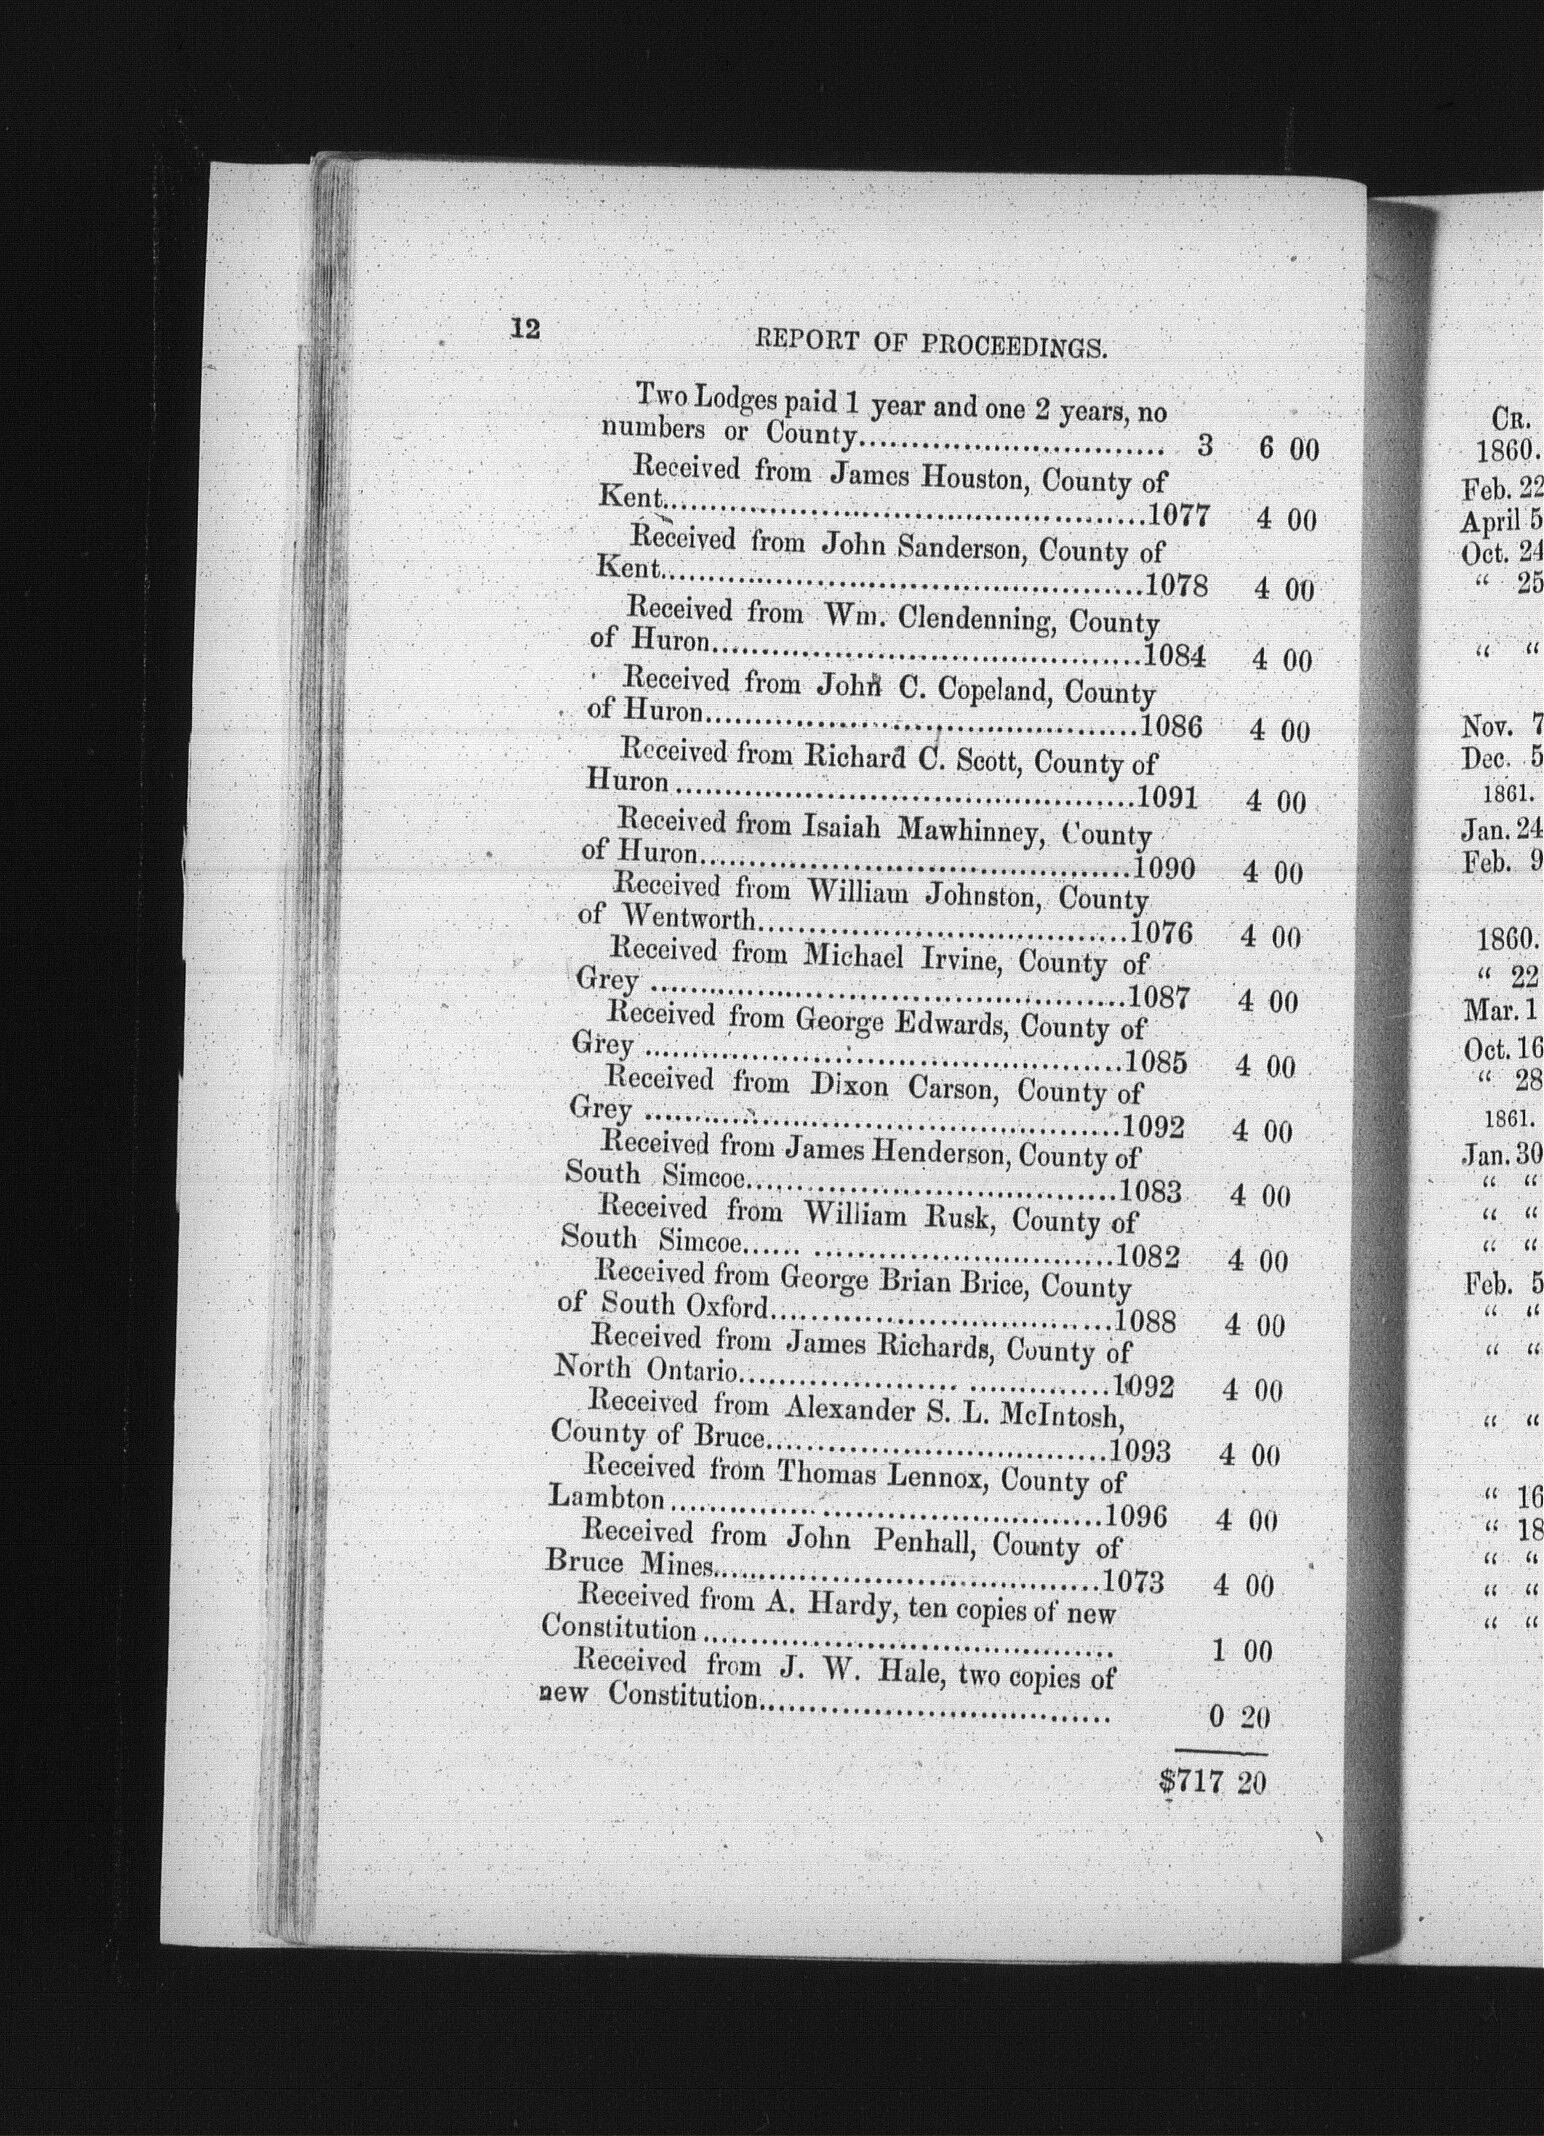 12
REPORT OF PROCEEDINGS.
Two Lodges paid 1 year and one 2 years, no
numbers or County.............................. 3 6 00
Received from James Houston, County of
Kent................................................1077 4 00
Received from John Sanderson, County of
Kent................................................1078 4 00
Received from Wm. Clendenning, County
of Huron...........................................1084 4 00
Received from John C. Copeland, County
of Huron...........................................1086 4 00
Received from Richard C. Scott, County of
Huron ..............................................1091 4 00
Received from Isaiah Mawhinney, County
of Huron...........................................1090 4 00
Received from William Johnston, County
of Wentworth.....................................1076 4 00
Received from Michael Irvine, County of
Grey ................................................1087 4 00
Received from George Edwards, County of
Grey ................................................1085 4 00
Received from Dixon Carson, County of
Grey ................................................1092 4 00
Received from James Henderson, County of
South Simcoe.....................................1083 4 00
Received from William Rusk, County of
South Simcoe...... ..............................1082 4 00
Received from George Brian Brice, County
of South Oxford..................................1088 4 00
Received from James Richards, County of
North Ontario...................... ..............1092 4 00
Received from Alexander S. L. McIntosh,
County of Bruce..................................1093 4 00
Received from Thomas Lennox, County of
Lambton ............... ............................1096 4 00
Received from John Penhall, County of
Bruce Mines.......................................1073 4 00
Received from A. Hardy, ten copies of new
Constitution ......................................... 1 00
Received from J. W. Hale, two copies of
new Constitution................................... 0 20
$717 20
CR.
1860.
Feb. 22
April 5
Oct. 24
“ 25
“ “
Nov. 7
Dec. 5
1861.
Jan. 24
Feb. 9
1860.
“ 22
Mar. 1
Oct. 16
“ 28
1861.
Jan. 30
“ “
“ “
“ “
Feb. 5
“ “
“ “
“ “
“ 16
“ 18
“ “
“ “
“ “